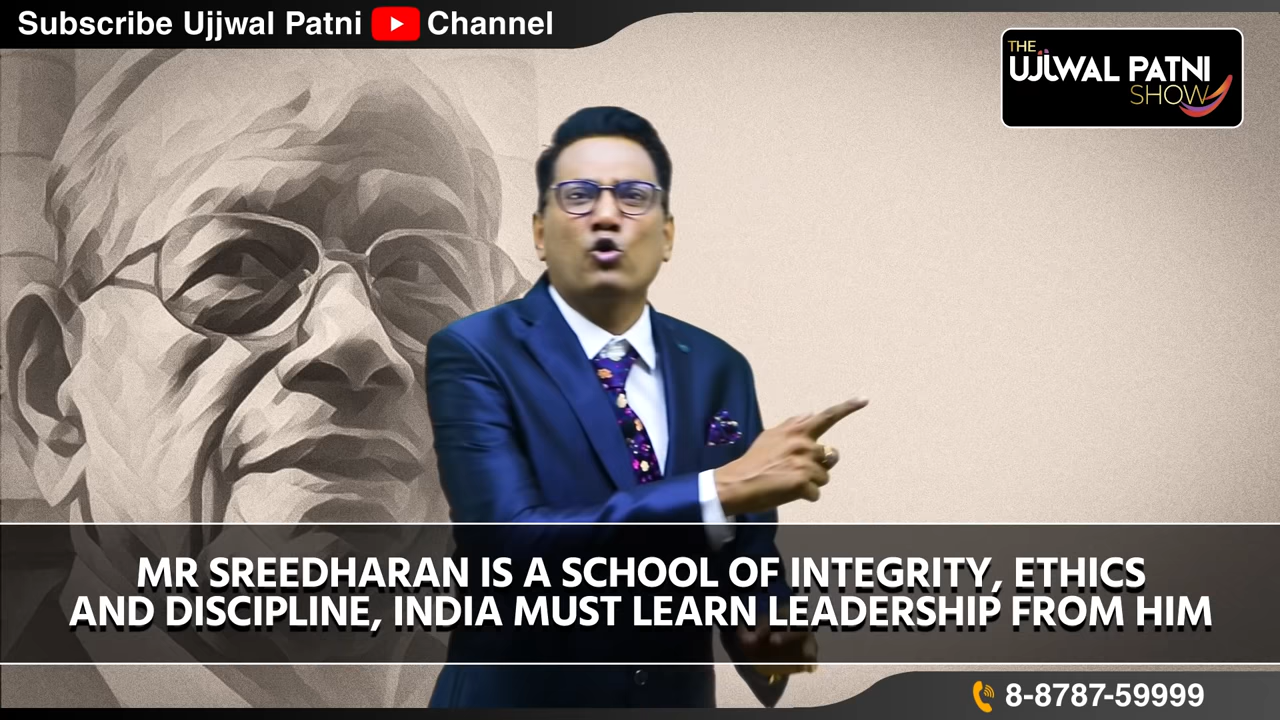 Subscribe Ujjwal Patni Channel
THE
UJJWAL PATNI
SHOW
MR SREEDHARAN IS A SCHOOL OF INTEGRITY, ETHICS
AND DISCIPLINE, INDIA MUST LEARN LEADERSHIP FROM HIM
8-8787-59999